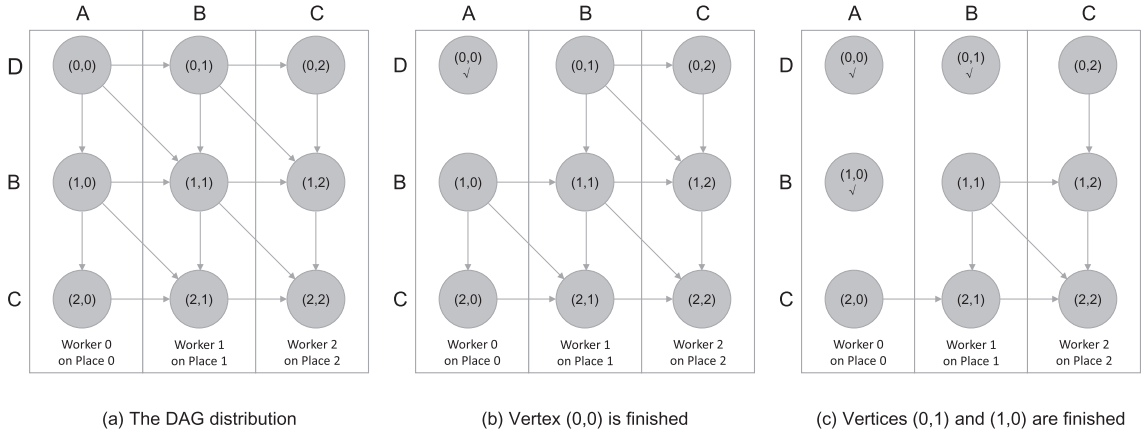 A B C
D (0,0) (0,1) (0,2)
B (1,0) (1,1) (1,2)
C (2,0) (2,1) (2,2)
Worker 0 Worker 1 Worker 2
on Place 0 on Place 1 on Place 2
(a) The DAG distribution
A B C
D (0,0) (0,1) (0,2)
√
B (1,0) (1,1) (1,2)
C (2,0) (2,1) (2,2)
Worker 0 Worker 1 Worker 2
on Place 0 on Place 1 on Place 2
(b) Vertex (0,0) is finished
A B C
D (0,0) (0,1) (0,2)
√ √
B (1,0) (1,1) (1,2)
√
C (2,0) (2,1) (2,2)
Worker 0 Worker 1 Worker 2
on Place 0 on Place 1 on Place 2
(c) Vertices (0,1) and (1,0) are finished